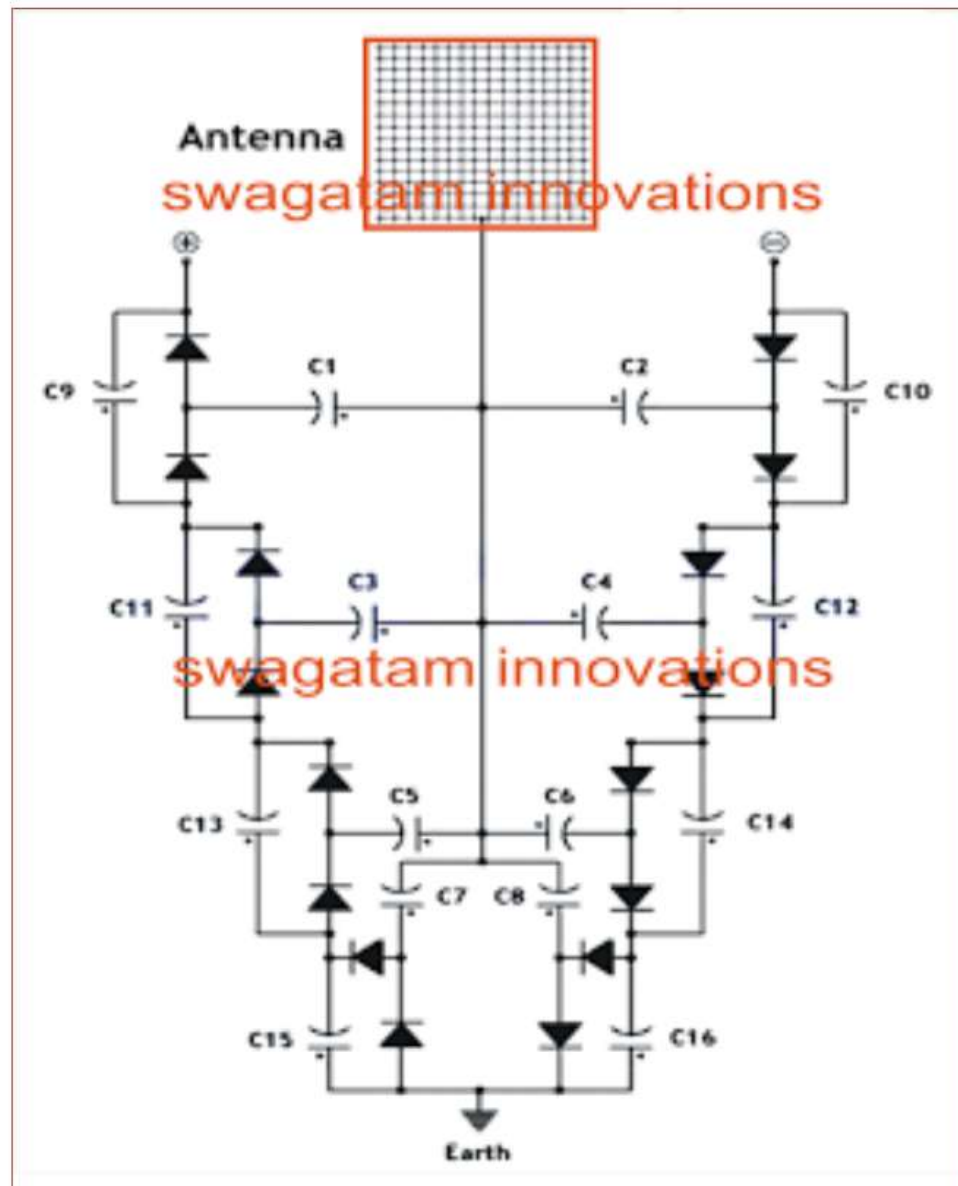 Antenna
swagatam innovations
+
−
C1
C2
C9
C10
C3
C4
C11
C12
swagatam innovations
C5
C6
C13
C14
C7
C8
C15
C16
Earth